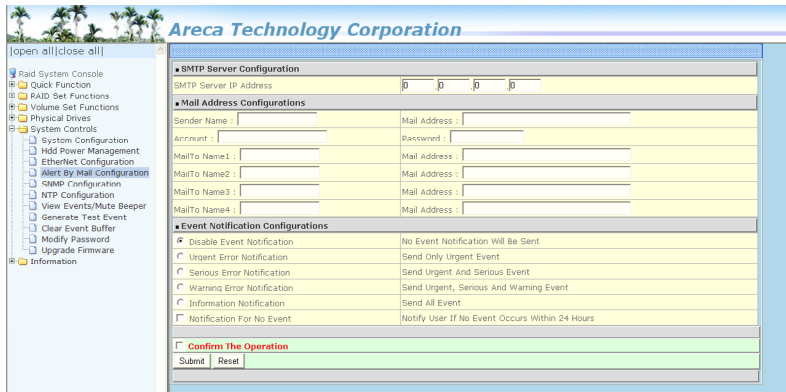 Areca Technology Corporation
|open all|close all|
Raid System Console
Quick Function
RAID Set Functions
Volume Set Functions
Physical Drives
System Controls
System Configuration
Hdd Power Management
EtherNet Configuration
Alert By Mail Configuration
SNMP Configuration
NTP Configuration
View Events/Mute Beeper
Generate Test Event
Clear Event Buffer
Modify Password
Upgrade Firmware
Information
SMTP Server Configuration
SMTP Server IP Address 0 .0 .0 .0
Mail Address Configurations
Sender Name : Mail Address :
Account : Password :
MailTo Name1 : Mail Address :
MailTo Name2 : Mail Address :
MailTo Name3 : Mail Address :
MailTo Name4 : Mail Address :
Event Notification Configurations
Disable Event Notification No Event Notification Will Be Sent
Urgent Error Notification Send Only Urgent Event
Serious Error Notification Send Urgent And Serious Event
Warning Error Notification Send Urgent, Serious And Warning Event
Information Notification Send All Event
Notification For No Event Notify User If No Event Occurs Within 24 Hours
Confirm The Operation
Submit Reset